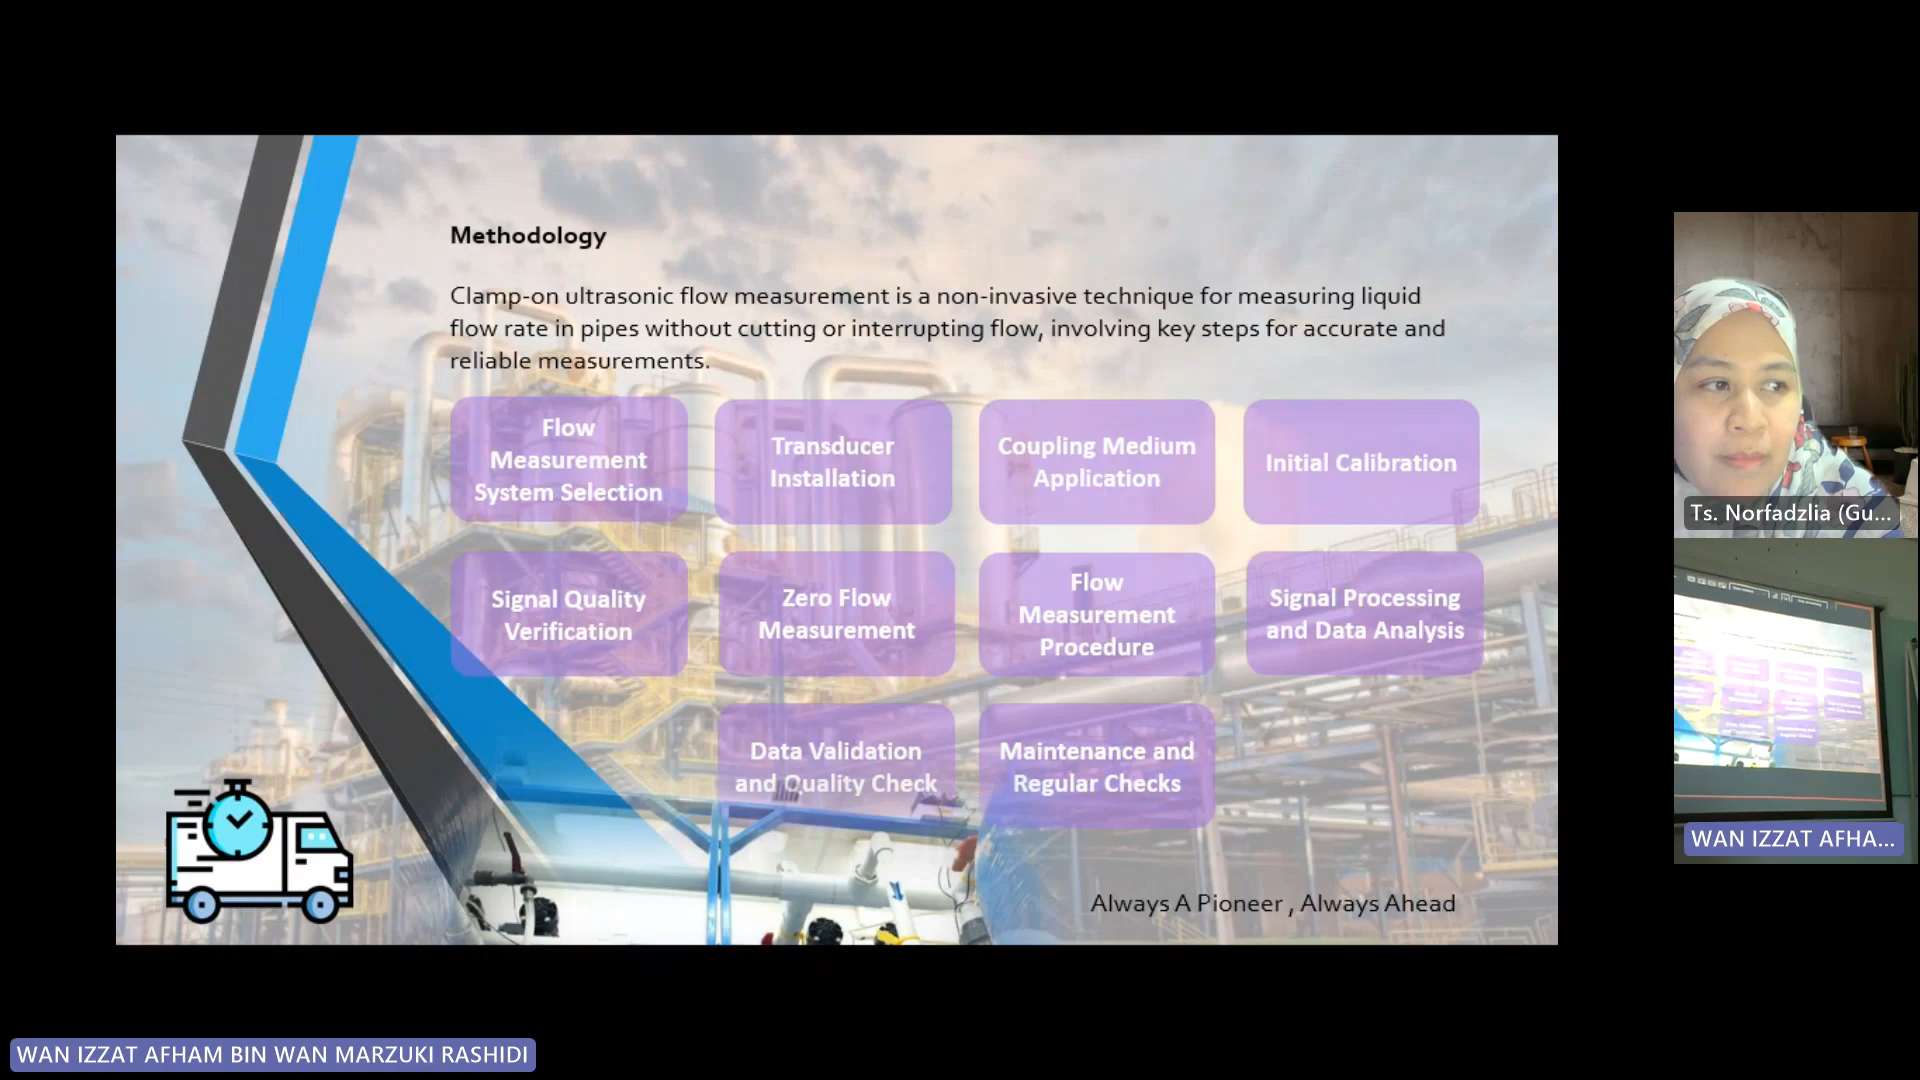 Methodology
Clamp-on ultrasonic flow measurement is a non-invasive technique for measuring liquid
flow rate in pipes without cutting or interrupting flow, involving key steps for accurate and
reliable measurements.
Flow
Measurement
System Selection
Transducer
Installation
Coupling Medium
Application
Initial Calibration
Signal Quality
Verification
Zero Flow
Measurement
Flow
Measurement
Procedure
Signal Processing
and Data Analysis
Data Validation
and Quality Check
Maintenance and
Regular Checks
Always A Pioneer , Always Ahead
Ts. Norfadzlia (Gu...
WAN IZZAT AFHA...
WAN IZZAT AFHAM BIN WAN MARZUKI RASHIDI